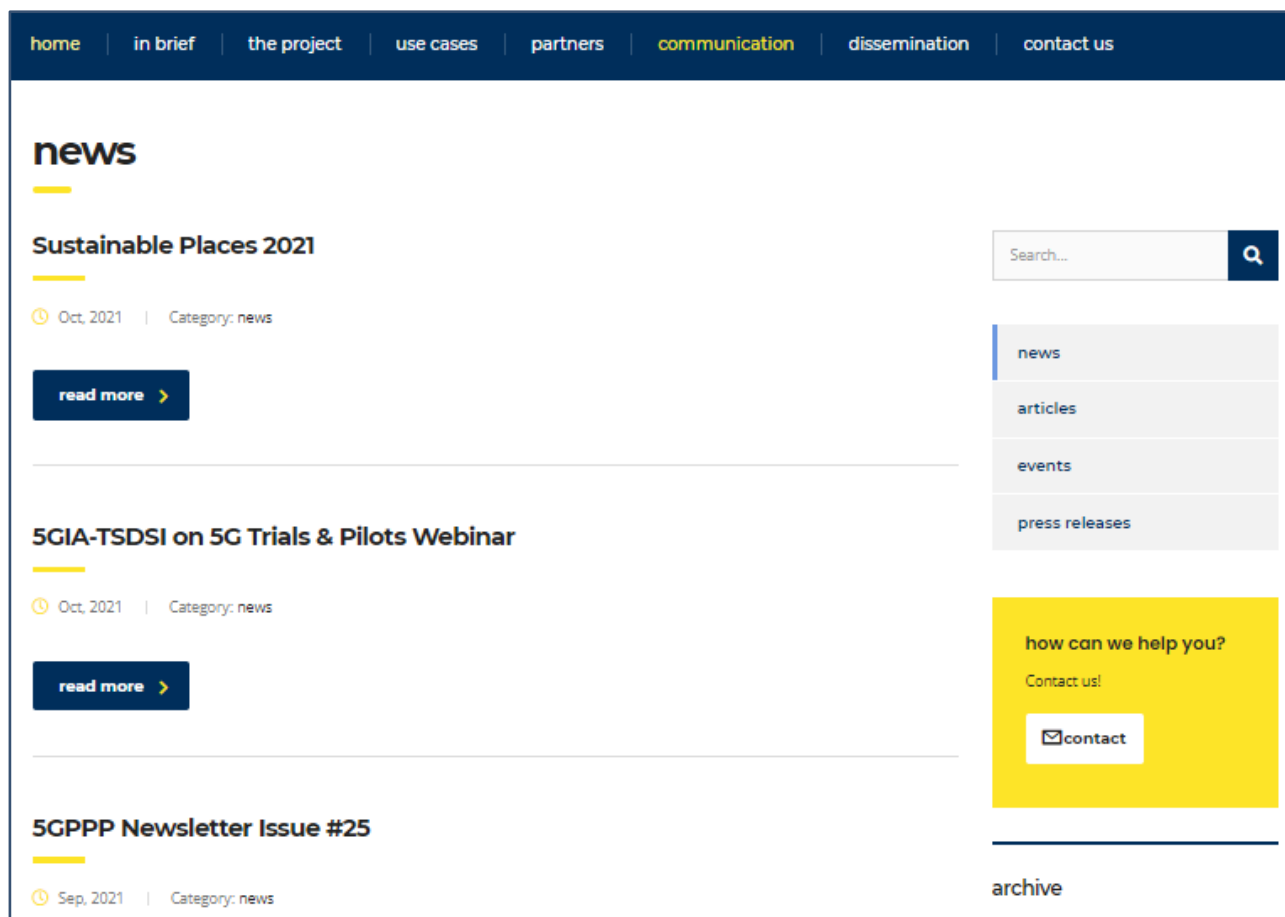 home in brief the project use cases partners communication dissemination contact us
news
Sustainable Places 2021
Oct, 2021 | Category: news
read more
5GIA-TSDSI on 5G Trials & Pilots Webinar
Oct, 2021 | Category: news
read more
5GPPP Newsletter Issue #25
Sep, 2021 | Category: news
Search...
news
articles
events
press releases
how can we help you?
Contact us!
contact
archive